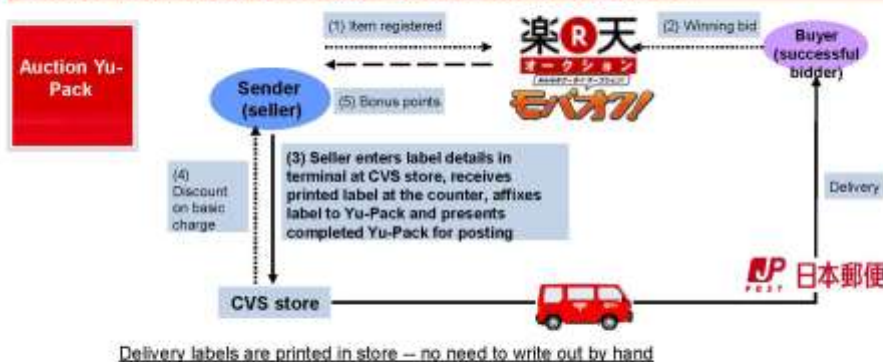 Auction Yu-
Pack
(1) Item registered
楽R天
オークション
モバオク!
(2) Winning bid
Buyer
(successful
bidder)
Sender
(seller)
(5) Bonus points
(3) Seller enters label details in
terminal at CVS store, receives
printed label at the counter, affixes
label to Yu-Pack and presents
completed Yu-Pack for posting
(4)
Discount
on basic
charge
Delivery
JP
POST
日本郵便
CVS store
Delivery labels are printed in store – no need to write out by hand